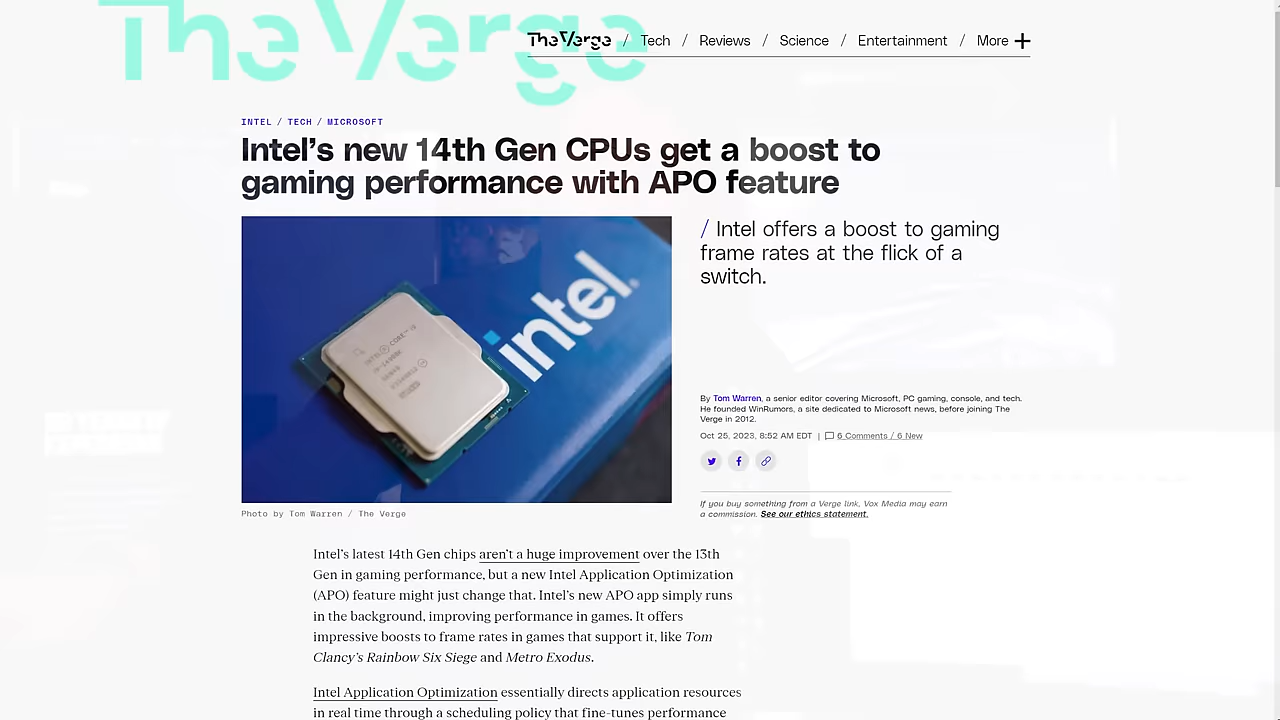 The Verge
The Verge / Tech / Reviews / Science / Entertainment / More +
INTEL / TECH / MICROSOFT
Intel's new 14th Gen CPUs get a boost to
gaming performance with APO feature
/ Intel offers a boost to gaming
frame rates at the flick of a
switch.
intel
By Tom Warren, a senior editor covering Microsoft, PC gaming, console, and tech.
He founded WinRumors, a site dedicated to Microsoft news, before joining The
Verge in 2012.
Oct 25, 2023, 8:52 AM EDT | 6 Comments / 6 New
If you buy something from a Verge link, Vox Media may earn
a commission. See our ethics statement.
Photo by Tom Warren / The Verge
Intel's latest 14th Gen chips aren't a huge improvement over the 13th
Gen in gaming performance, but a new Intel Application Optimization
(APO) feature might just change that. Intel's new APO app simply runs
in the background, improving performance in games. It offers
impressive boosts to frame rates in games that support it, like Tom
Clancy's Rainbow Six Siege and Metro Exodus.
Intel Application Optimization essentially directs application resources
in real time through a scheduling policy that fine-tunes performance